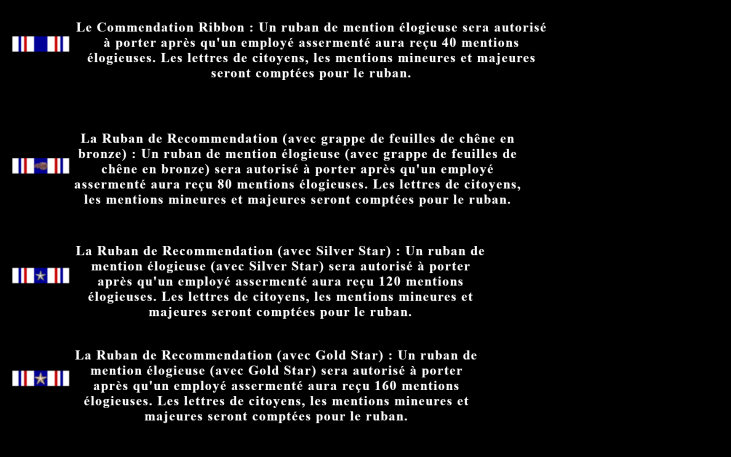 Le Commendation Ribbon : Un ruban de mention élogieuse sera autorisé
à porter après qu'un employé assermenté aura reçu 40 mentions
élogieuses. Les lettres de citoyens, les mentions mineures et majeures
seront comptées pour le ruban.
La Ruban de Recommendation (avec grappe de feuilles de chêne en
bronze) : Un ruban de mention élogieuse (avec grappe de feuilles de
chêne en bronze) sera autorisé à porter après qu'un employé
assermenté aura reçu 80 mentions élogieuses. Les lettres de citoyens,
les mentions mineures et majeures seront comptées pour le ruban.
La Ruban de Recommendation (avec Silver Star) : Un ruban de
mention élogieuse (avec Silver Star) sera autorisé à porter
après qu'un employé assermenté aura reçu 120 mentions
élogieuses. Les lettres de citoyens, les mentions mineures et
majeures seront comptées pour le ruban.
La Ruban de Recommendation (avec Gold Star) : Un ruban de
mention élogieuse (avec Gold Star) sera autorisé à porter
après qu'un employé assermenté aura reçu 160 mentions
élogieuses. Les lettres de citoyens, les mentions mineures et
majeures seront comptées pour le ruban.